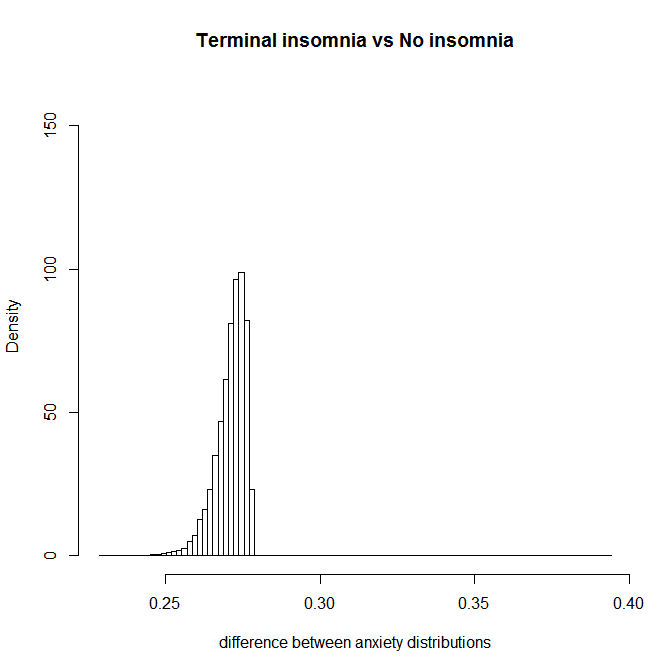 Terminal insomnia vs No insomnia
Density
150
100
50
0
0.25 0.30 0.35 0.40
difference between anxiety distributions